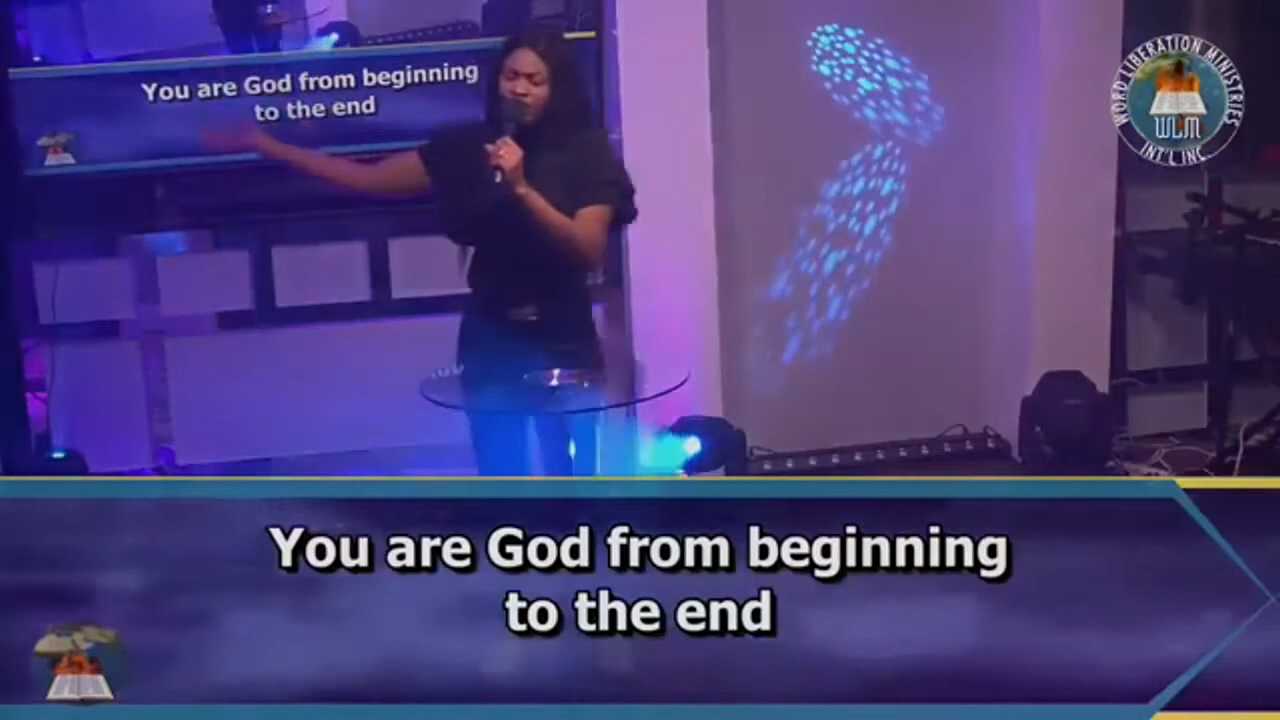 You are God from beginning
to the end
WORD LIBERATION MINISTRIES
WLM
INT'L INC
You are God from beginning
to the end